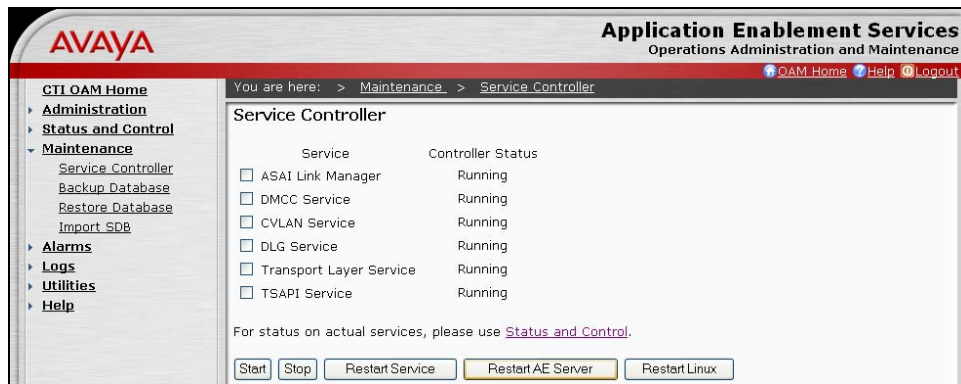 AVAYA
Application Enablement Services
Operations Administration and Maintenance
OAM Home Help Logout
CTI OAM Home
Administration
Status and Control
Maintenance
Service Controller
Backup Database
Restore Database
Import SDB
Alarms
Logs
Utilities
Help
You are here: > Maintenance > Service Controller
Service Controller
Service Controller Status
ASAI Link Manager Running
DMCC Service Running
CVLAN Service Running
DLG Service Running
Transport Layer Service Running
TSAPI Service Running
For status on actual services, please use Status and Control.
Start Stop Restart Service Restart AE Server Restart Linux